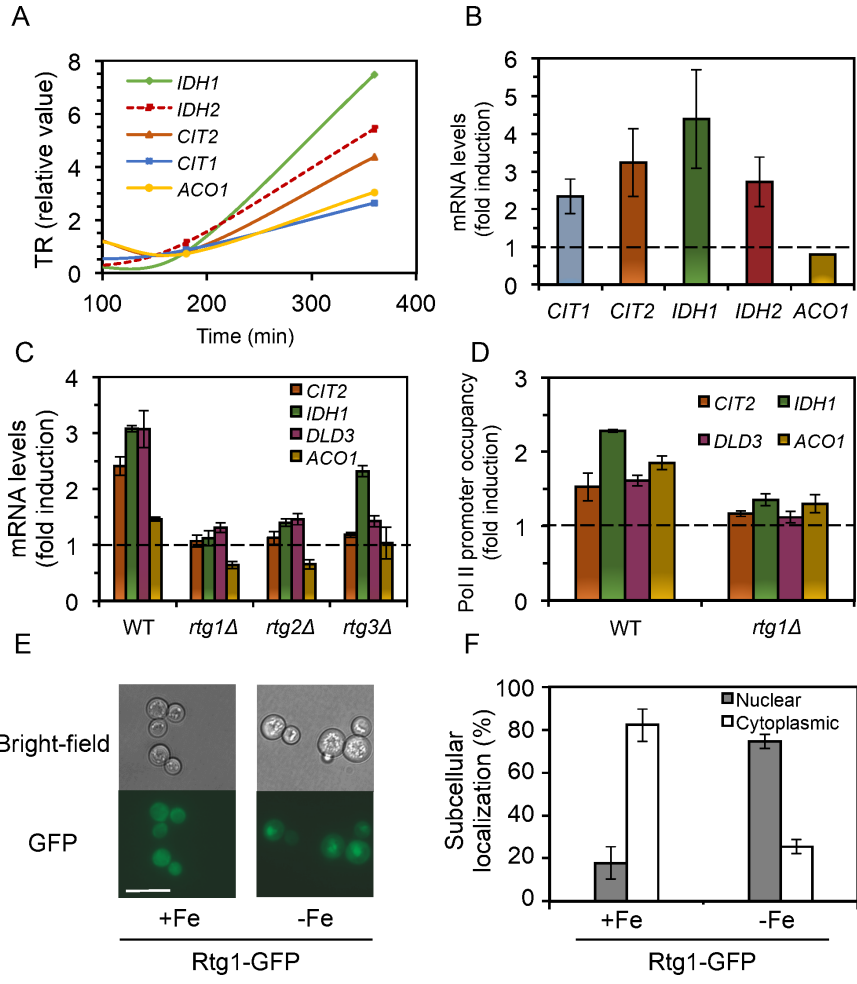 A
TR (relative value)
8
6
4
2
0
IDH1
IDH2
CIT2
CIT1
ACO1
100
200
300
400
Time (min)
B
mRNA levels
(fold induction)
6
5
4
3
2
1
0
CIT1
CIT2
IDH1
IDH2
ACO1
C
mRNA levels
(fold induction)
4
3
2
1
0
CIT2
IDH1
DLD3
ACO1
WT
rtg1Δ
rtg2Δ
rtg3Δ
D
Pol II promoter occupancy
(fold induction)
3
2
1
0
CIT2
IDH1
DLD3
ACO1
WT
rtg1Δ
E
Bright-field
GFP
+Fe
-Fe
Rtg1-GFP
F
Subcellular
localization (%)
100
80
60
40
20
0
Nuclear
Cytoplasmic
+Fe
-Fe
Rtg1-GFP